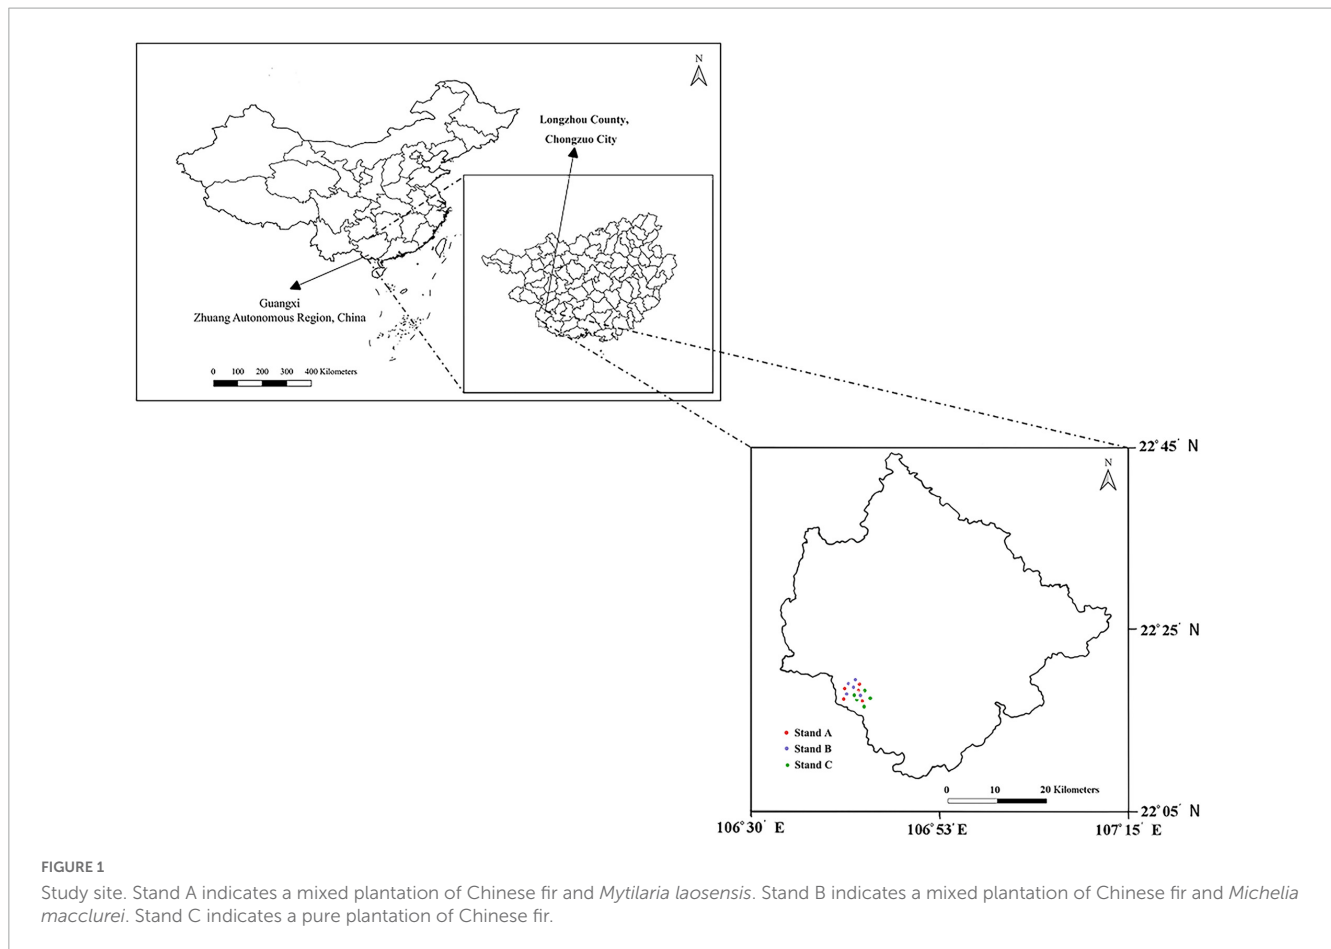 N
Longzhou County,
Chongzuo City
Guangxi
Zhuang Autonomous Region, China
0 100 200 300 400 Kilometers
22°45′ N
N
22°25′ N
Stand A
Stand B
Stand C
0 10 20 Kilometers
22°05′ N
106°30′ E 106°53′E 107°15′ E
FIGURE 1
Study site. Stand A indicates a mixed plantation of Chinese fir and Mytilaria laosensis. Stand B indicates a mixed plantation of Chinese fir and Michelia
macclurei. Stand C indicates a pure plantation of Chinese fir.